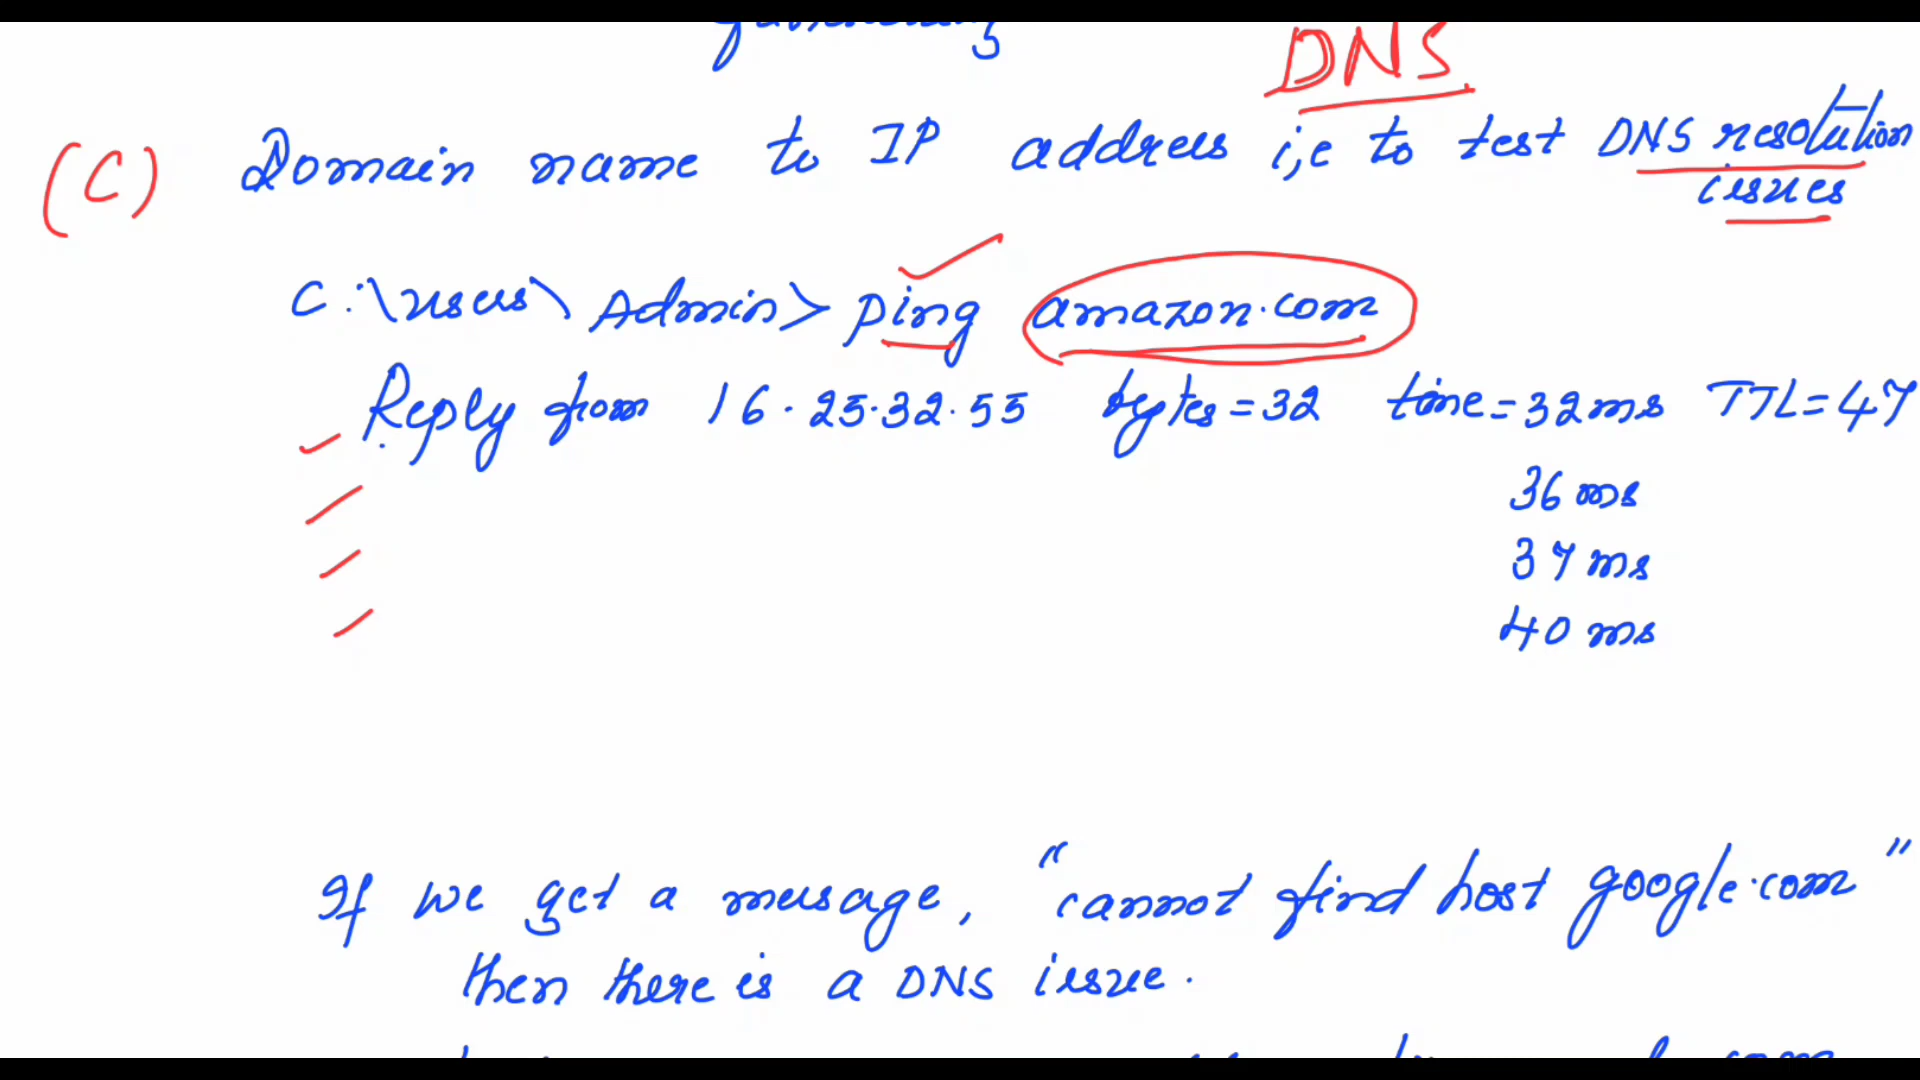 DNS
(C) Domain name to IP address i,e to test DNS resolution
issues
C:\users\Admin> ping amazon.com
Reply from 16.25.32.55 bytes=32 time=32ms TTL=47
36 ms
37 ms
40 ms
If we get a message, "cannot find host google.com"
then there is a DNS issue.